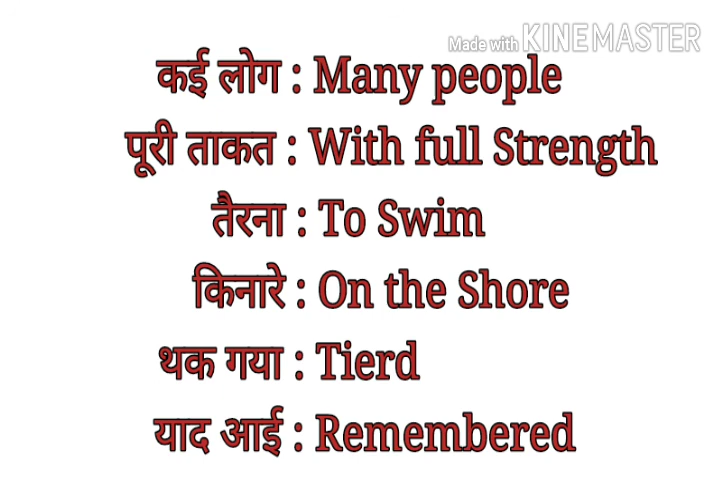 Made with KINEMASTER
कई लोग : Many people
पूरी ताकत : With full Strength
तैरना : To Swim
किनारे : On the Shore
थक गया : Tierd
याद आई : Remembered